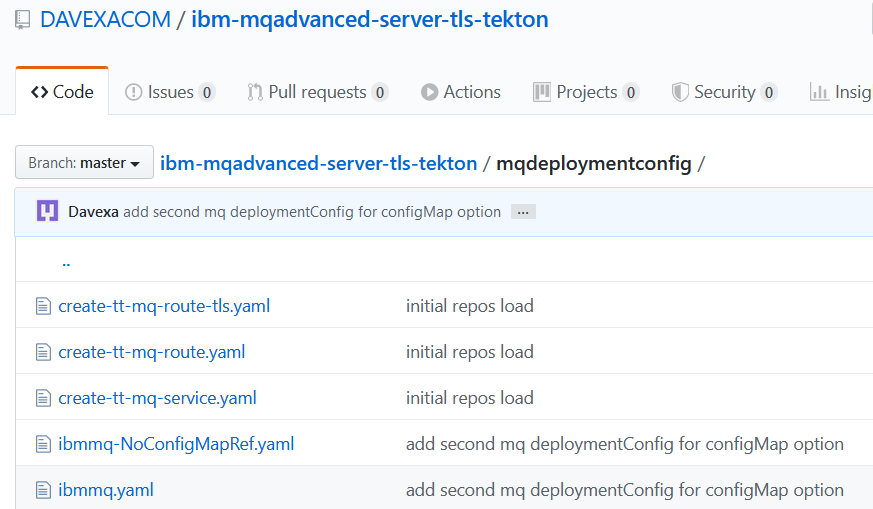 DAVEXACOM / ibm-mqadvanced-server-tls-tekton
Code Issues 0 Pull requests 0 Actions Projects 0 Security 0 Insig
Branch: master ibm-mqadvanced-server-tls-tekton / mqdeploymentconfig /
Davexa add second mq deploymentConfig for configMap option ...
..
create-tt-mq-route-tls.yaml initial repos load
create-tt-mq-route.yaml initial repos load
create-tt-mq-service.yaml initial repos load
ibmmq-NoConfigMapRef.yaml add second mq deploymentConfig for configMap option
ibmmq.yaml add second mq deploymentConfig for configMap option